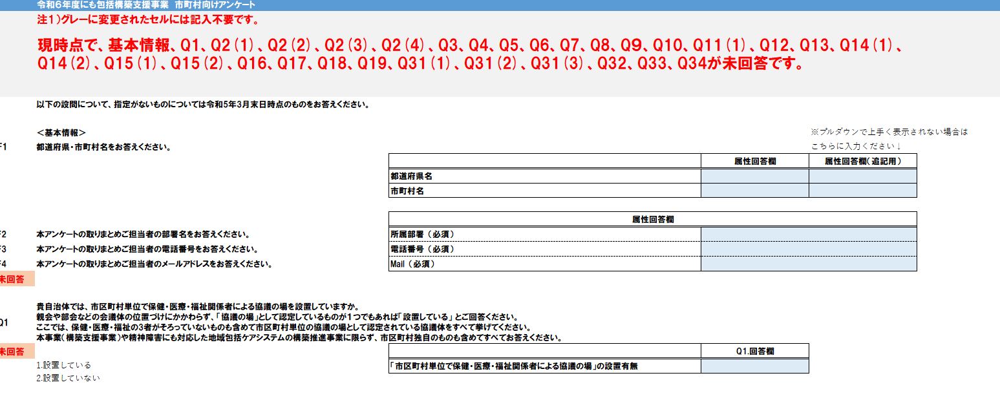 令和6年度にも包括構築支援事業　市町村向けアンケート
注１）グレーに変更されたセルには記入不要です。
現時点で、基本情報、Q1、Q2(1)、Q2(2)、Q2(3)、Q2(4)、Q3、Q4、Q5、Q6、Q7、Q8、Q9、Q10、Q11(1)、Q12、Q13、Q14(1)、
Q14(2)、Q15(1)、Q15(2)、Q16、Q17、Q18、Q19、Q31(1)、Q31(2)、Q31(3)、Q32、Q33、Q34が未回答です。
以下の設問について、指定がないものについては令和5年3月末日時点のものをお答えください。
＜基本情報＞
※プルダウンで上手く表示されない場合は
F1 都道府県・市町村名をお答えください。
こちらに入力ください↓
属性回答欄 属性回答欄（追記用）
都道府県名
市町村名
属性回答欄
F2 本アンケートの取りまとめご担当者の部署名をお答えください。 所属部署（必須）
F3 本アンケートの取りまとめご担当者の電話番号をお答えください。 電話番号（必須）
F4 本アンケートの取りまとめご担当者のメールアドレスをお答えください。 Mail（必須）
未回答
貴自治体では、市区町村単位で保健・医療・福祉関係者による協議の場を設置していますか。
親会や部会などの会議体の位置づけにかかわらず、「協議の場」として認定しているものが１つでもあれば「設置している」とご回答ください。
Q1
ここでは、保健・医療・福祉の3者がそろっていないものも含めて市区町村単位の協議の場として認定されている協議体をすべて挙げてください。
本事業（構築支援事業）や精神障害にも対応した地域包括ケアシステムの構築推進事業に限らず、市区町村独自のものも含めてすべてお答えください。
未回答
Q1.回答欄
1.設置している
「市区町村単位で保健・医療・福祉関係者による協議の場」の設置有無
2.設置していない